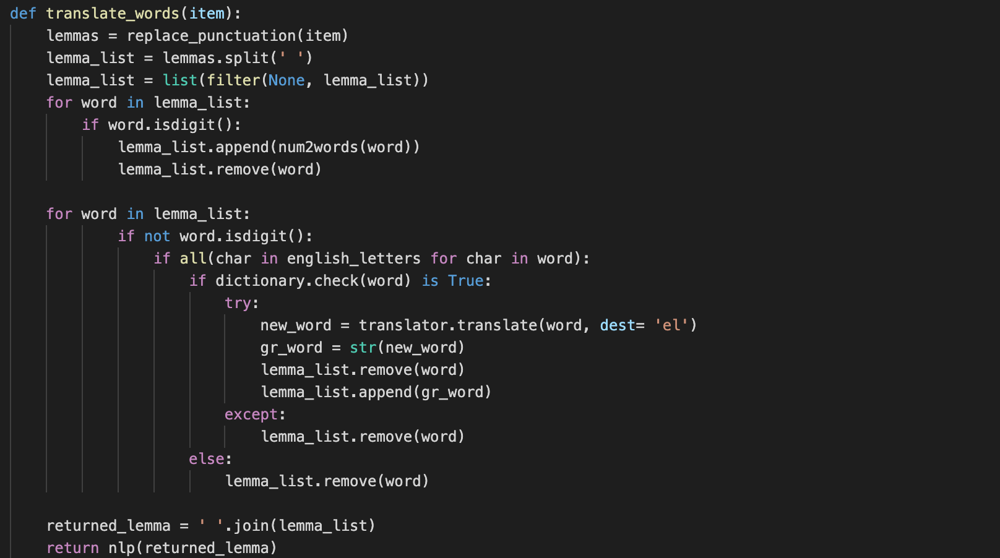 def translate_words(item):
    lemmas = replace_punctuation(item)
    lemma_list = lemmas.split(' ')
    lemma_list = list(filter(None, lemma_list))
    for word in lemma_list:
        if word.isdigit():
            lemma_list.append(num2words(word))
            lemma_list.remove(word)

    for word in lemma_list:
            if not word.isdigit():
                if all(char in english_letters for char in word):
                    if dictionary.check(word) is True:
                        try:
                            new_word = translator.translate(word, dest= 'el')
                            gr_word = str(new_word)
                            lemma_list.remove(word)
                            lemma_list.append(gr_word)
                        except:
                            lemma_list.remove(word)
                    else:
                        lemma_list.remove(word)

    returned_lemma = ' '.join(lemma_list)
    return nlp(returned_lemma)